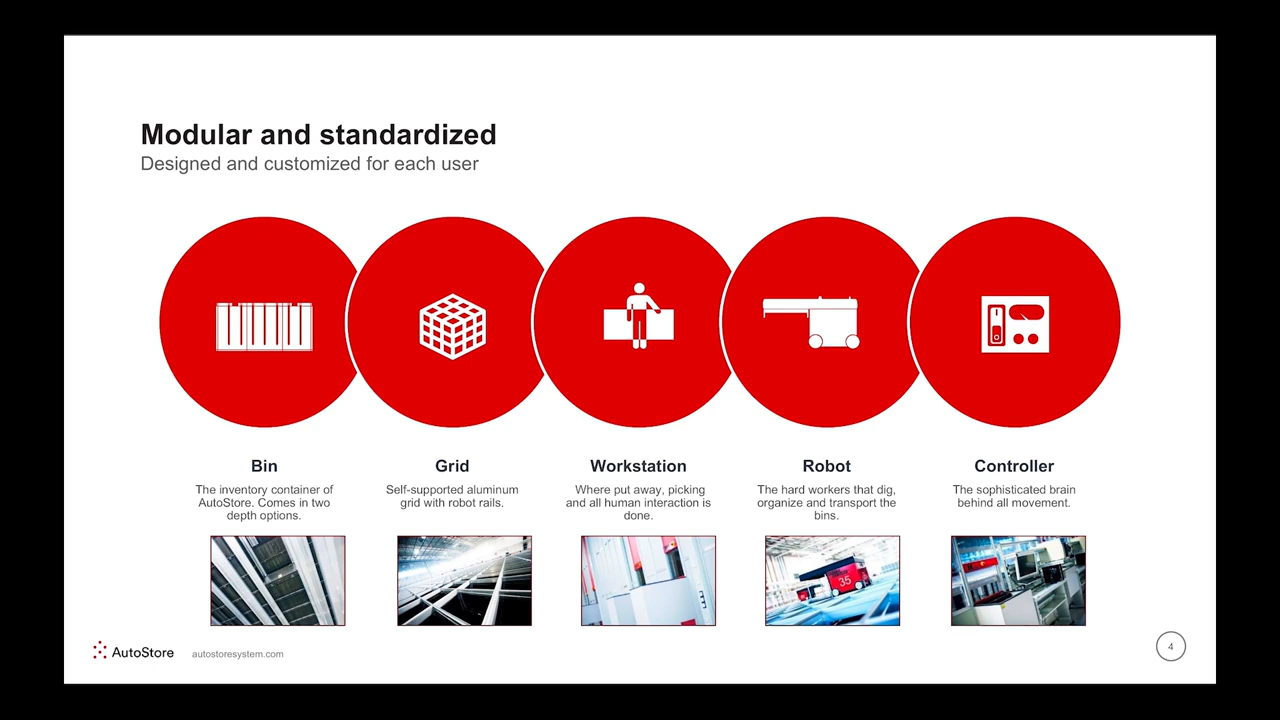 Modular and standardized
Designed and customized for each user
Bin
The inventory container of
AutoStore. Comes in two
depth options.
Grid
Self-supported aluminum
grid with robot rails.
Workstation
Where put away, picking
and all human interaction is
done.
Robot
The hard workers that dig,
organize and transport the
bins.
Controller
The sophisticated brain
behind all movement.
35
AutoStore
autostoresystem.com
4